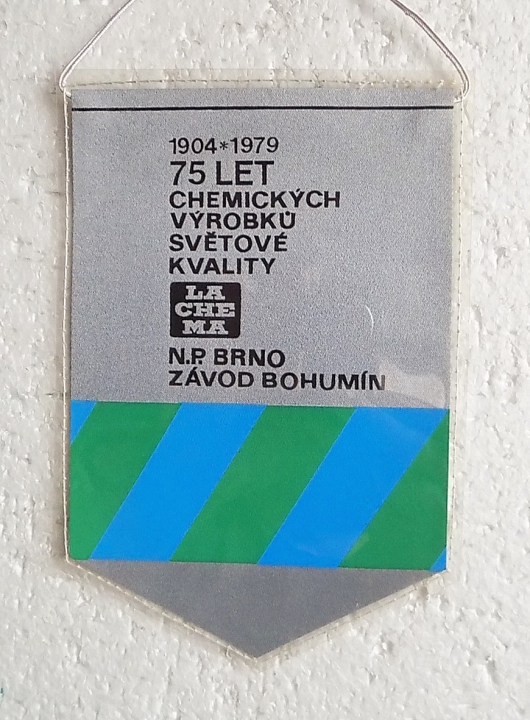 1904*1979
75 LET
CHEMICKÝCH
VÝROBKŮ
SVĚTOVÉ
KVALITY
LA
CHE
MA
N.P. BRNO
ZÁVOD BOHUMÍN